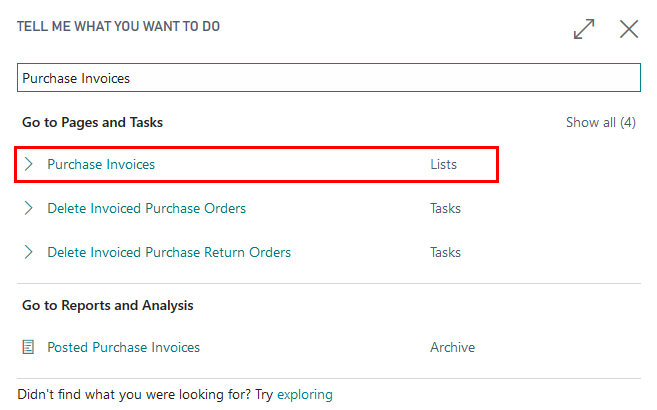 TELL ME WHAT YOU WANT TO DO
Purchase Invoices
Go to Pages and Tasks Show all (4)
Purchase Invoices Lists
Delete Invoiced Purchase Orders Tasks
Delete Invoiced Purchase Return Orders Tasks
Go to Reports and Analysis
Posted Purchase Invoices Archive
Didn't find what you were looking for? Try exploring